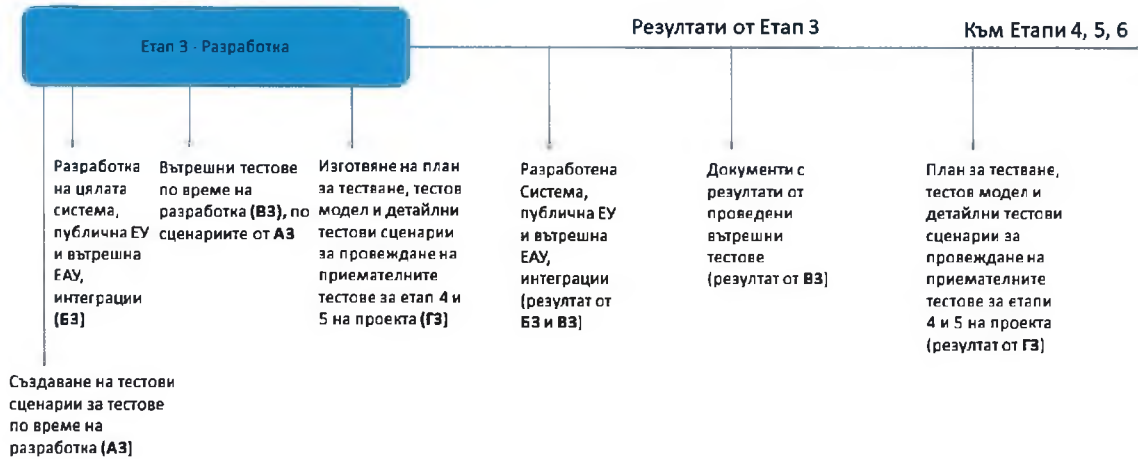 Етап 3 - Разработка
Резултати от Етап 3
Към Етапи 4, 5, 6
Разработка
на цялата
система,
публична ЕУ
и вътрешна
ЕАУ,
интеграции
(Б3)
Вътрешни тестове
по време на
разработка (В3), по
сценариите от А3
Изготвяне на план
за тестване, тестов
модел и детайлни
тестови сценарии
за провеждане на
приемателните
тестове за етап 4 и
5 на проекта (Г3)
Разработена
Система,
публична ЕУ
и вътрешна
ЕАУ,
интеграции
(резултат от
Б3 и В3)
Документи с
резултати от
проведени
вътрешни
тестове
(резултат от В3)
План за тестване,
тестов модел и
детайлни тестови
сценарии за
провеждане на
приемателните
тестове за етапи
4 и 5 на проекта
(резултат от Г3)
Създаване на тестови
сценарии за тестове
по време на
разработка (А3)